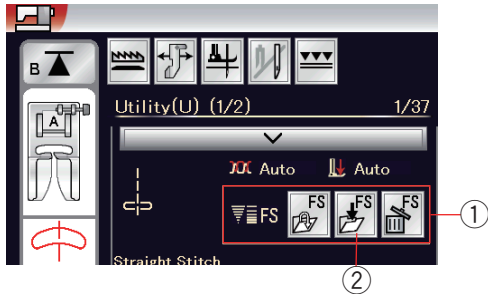 B
Utility(U) (1/2) 1/37
A
Auto Auto
FS FS FS FS
①
②
Straight Stitch